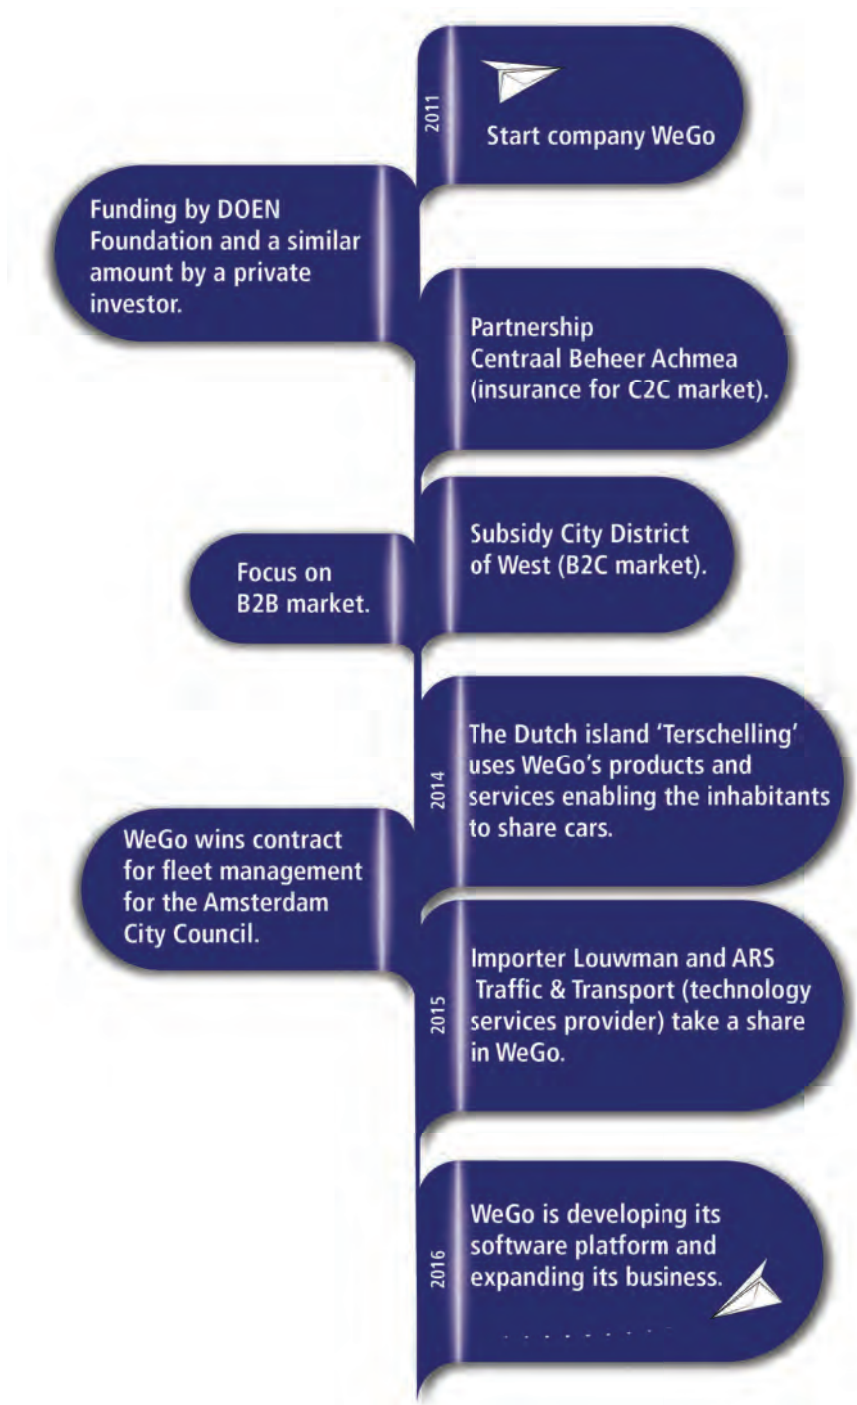 2011
Start company WeGo
Funding by DOEN
Foundation and a similar
amount by a private
investor.
Partnership
Centraal Beheer Achmea
(insurance for C2C market).
Subsidy City District
of West (B2C market).
Focus on
B2B market.
2014
The Dutch island ‘Terschelling’
uses WeGo’s products and
services enabling the inhabitants
to share cars.
WeGo wins contract
for fleet management
for the Amsterdam
City Council.
2015
Importer Louwman and ARS
Traffic & Transport (technology
services provider) take a share
in WeGo.
2016
WeGo is developing its
software platform and
expanding its business.